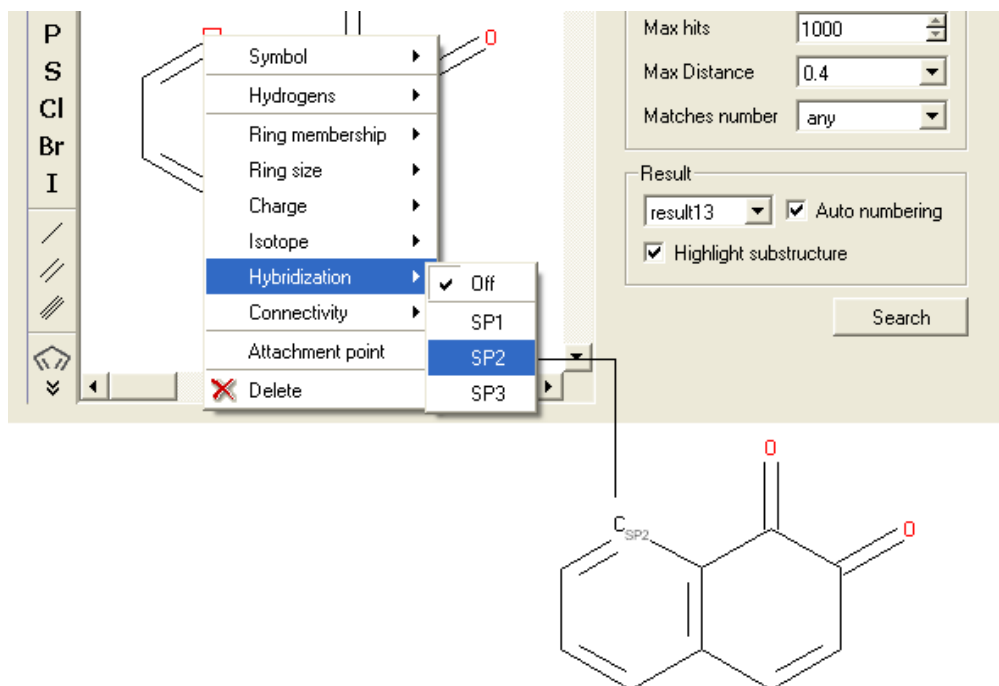 P
S
Cl
Br
I
O
Symbol
Hydrogens
Ring membership
Ring size
Charge
Isotope
Hybridization
Connectivity
Attachment point
Delete
Off
SP1
SP2
SP3
Max hits 1000
Max Distance 0.4
Matches number any
Result
result13 Auto numbering
Highlight substructure
Search
O
O
C SP2